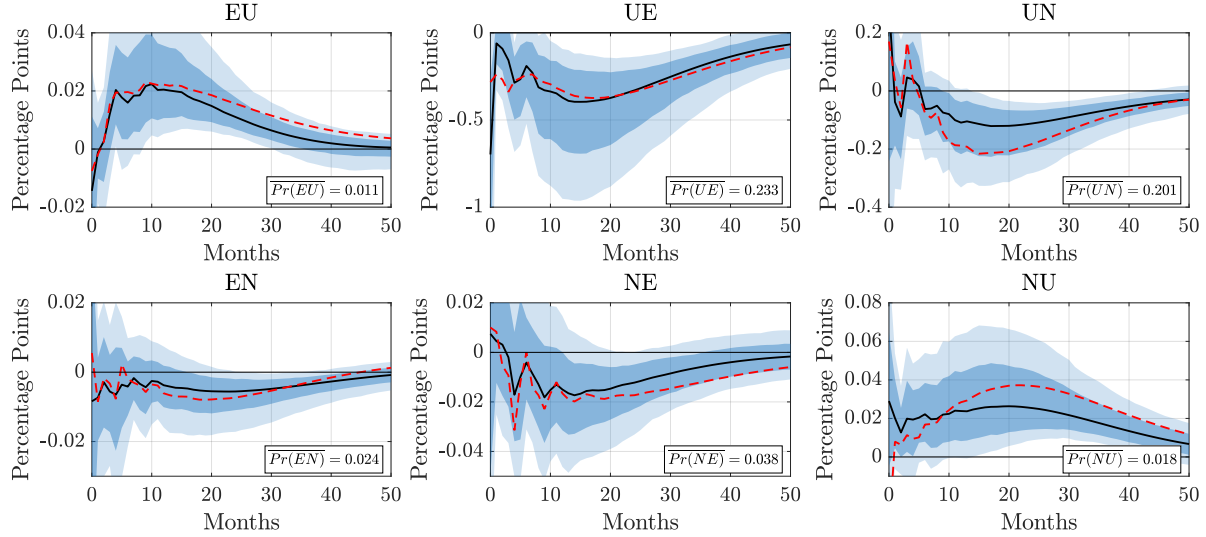 EU
Percentage Points
0.04
0.02
0
-0.02
0 10 20 30 40 50
Months
Pr(EU) = 0.011
UE
Percentage Points
0
-0.5
-1
0 10 20 30 40 50
Months
Pr(UE) = 0.233
UN
Percentage Points
0.2
0
-0.2
-0.4
0 10 20 30 40 50
Months
Pr(UN) = 0.201
EN
Percentage Points
0.02
0
-0.02
0 10 20 30 40 50
Months
Pr(EN) = 0.024
NE
Percentage Points
0.02
0
-0.02
-0.04
0 10 20 30 40 50
Months
Pr(NE) = 0.038
NU
Percentage Points
0.08
0.06
0.04
0.02
0
0 10 20 30 40 50
Months
Pr(NU) = 0.018